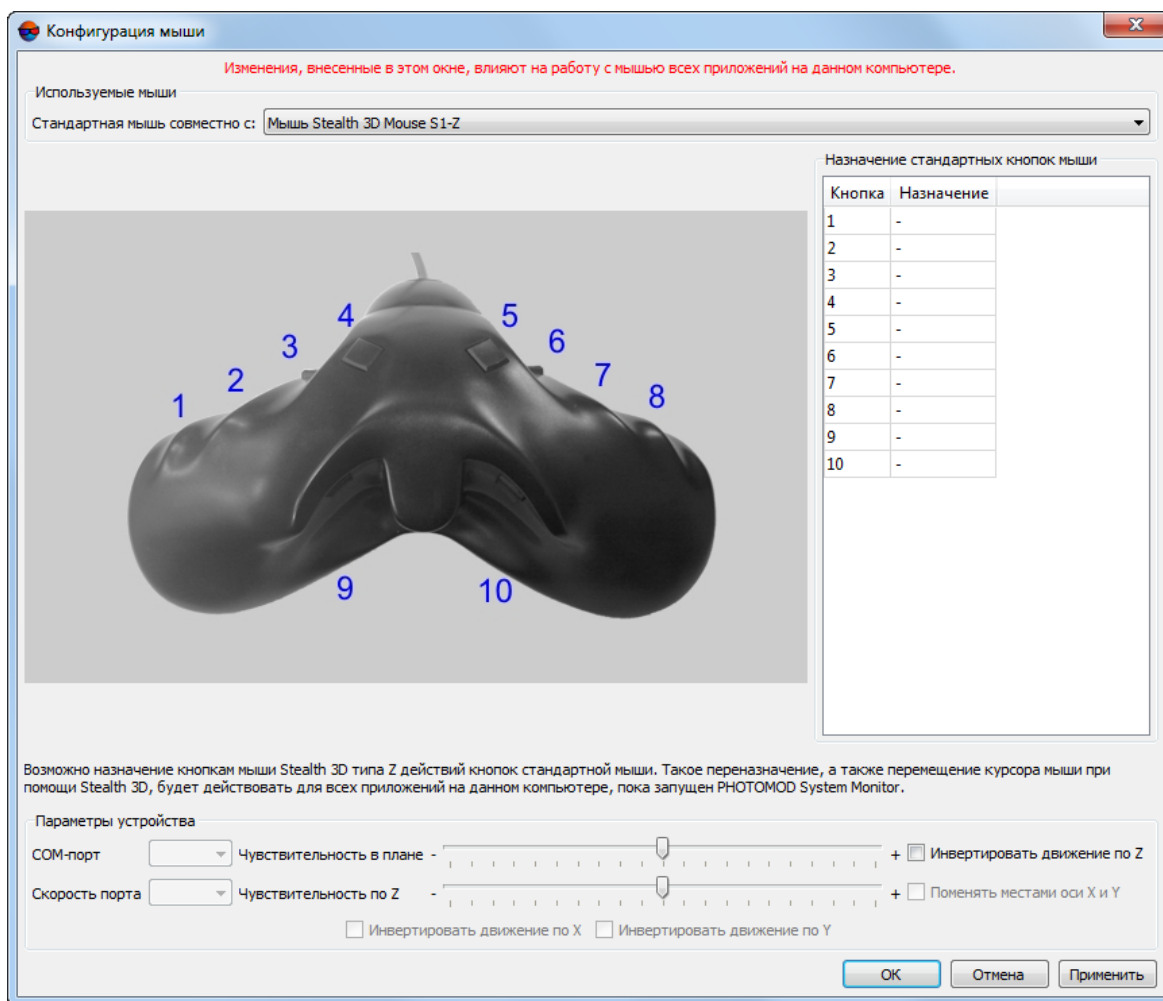 Конфигурация мыши
Изменения, внесенные в этом окне, влияют на работу с мышью всех приложений на данном компьютере.
Используемые мыши
Стандартная мышь совместно с: Мышь Stealth 3D Mouse S1-Z
Назначение стандартных кнопок мыши
Кнопка Назначение
1 -
2 -
3 -
4 -
5 -
6 -
7 -
8 -
9 -
10 -
4 5
3 6
2 7
1 8
9 10
Возможно назначение кнопкам мыши Stealth 3D типа Z действий кнопок стандартной мыши. Такое переназначение, а также перемещение курсора мыши при
помощи Stealth 3D, будет действовать для всех приложений на данном компьютере, пока запущен PHOTOMOD System Monitor.
Параметры устройства
COM-порт Чувствительность в плане - + Инвертировать движение по Z
Скорость порта Чувствительность по Z - + Поменять местами оси X и Y
Инвертировать движение по X Инвертировать движение по Y
OK Отмена Применить